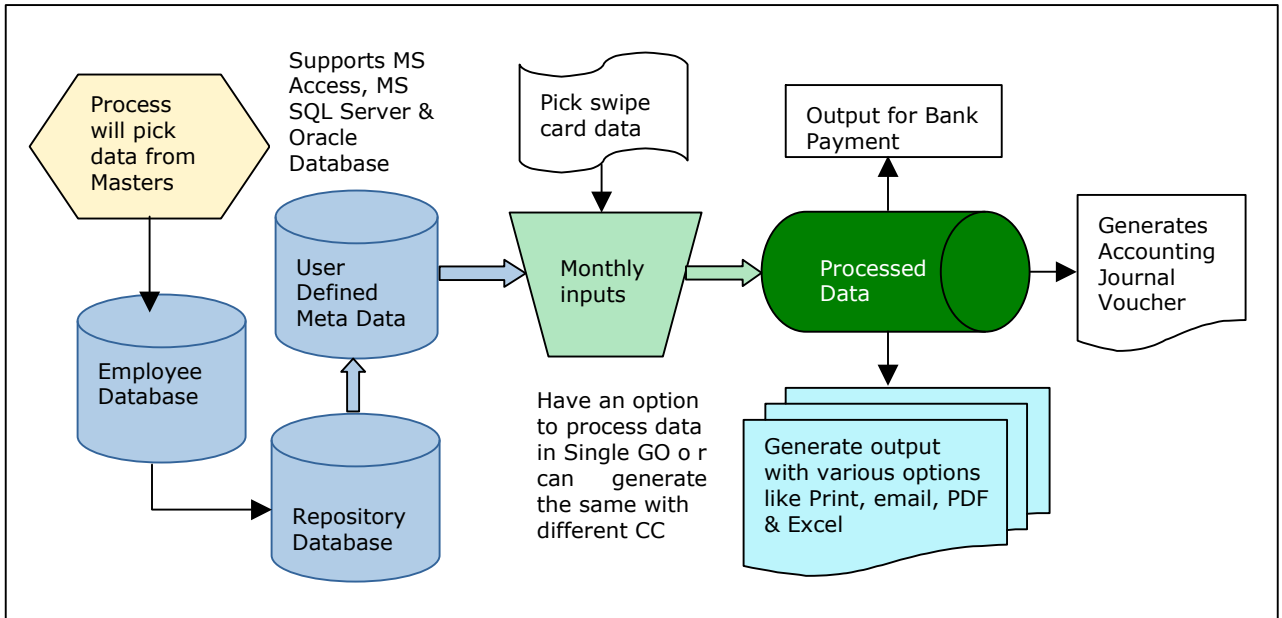 Process
will pick
data from
Masters
Supports MS
Access, MS
SQL Server &
Oracle
Database
Pick swipe
card data
Output for Bank
Payment
Generates
Accounting
Journal
Voucher
Employee
Database
User
Defined
Meta Data
Monthly
inputs
Processed
Data
Repository
Database
Have an option
to process data
in Single GO o r
can generate
the same with
different CC
Generate output
with various options
like Print, email, PDF
& Excel